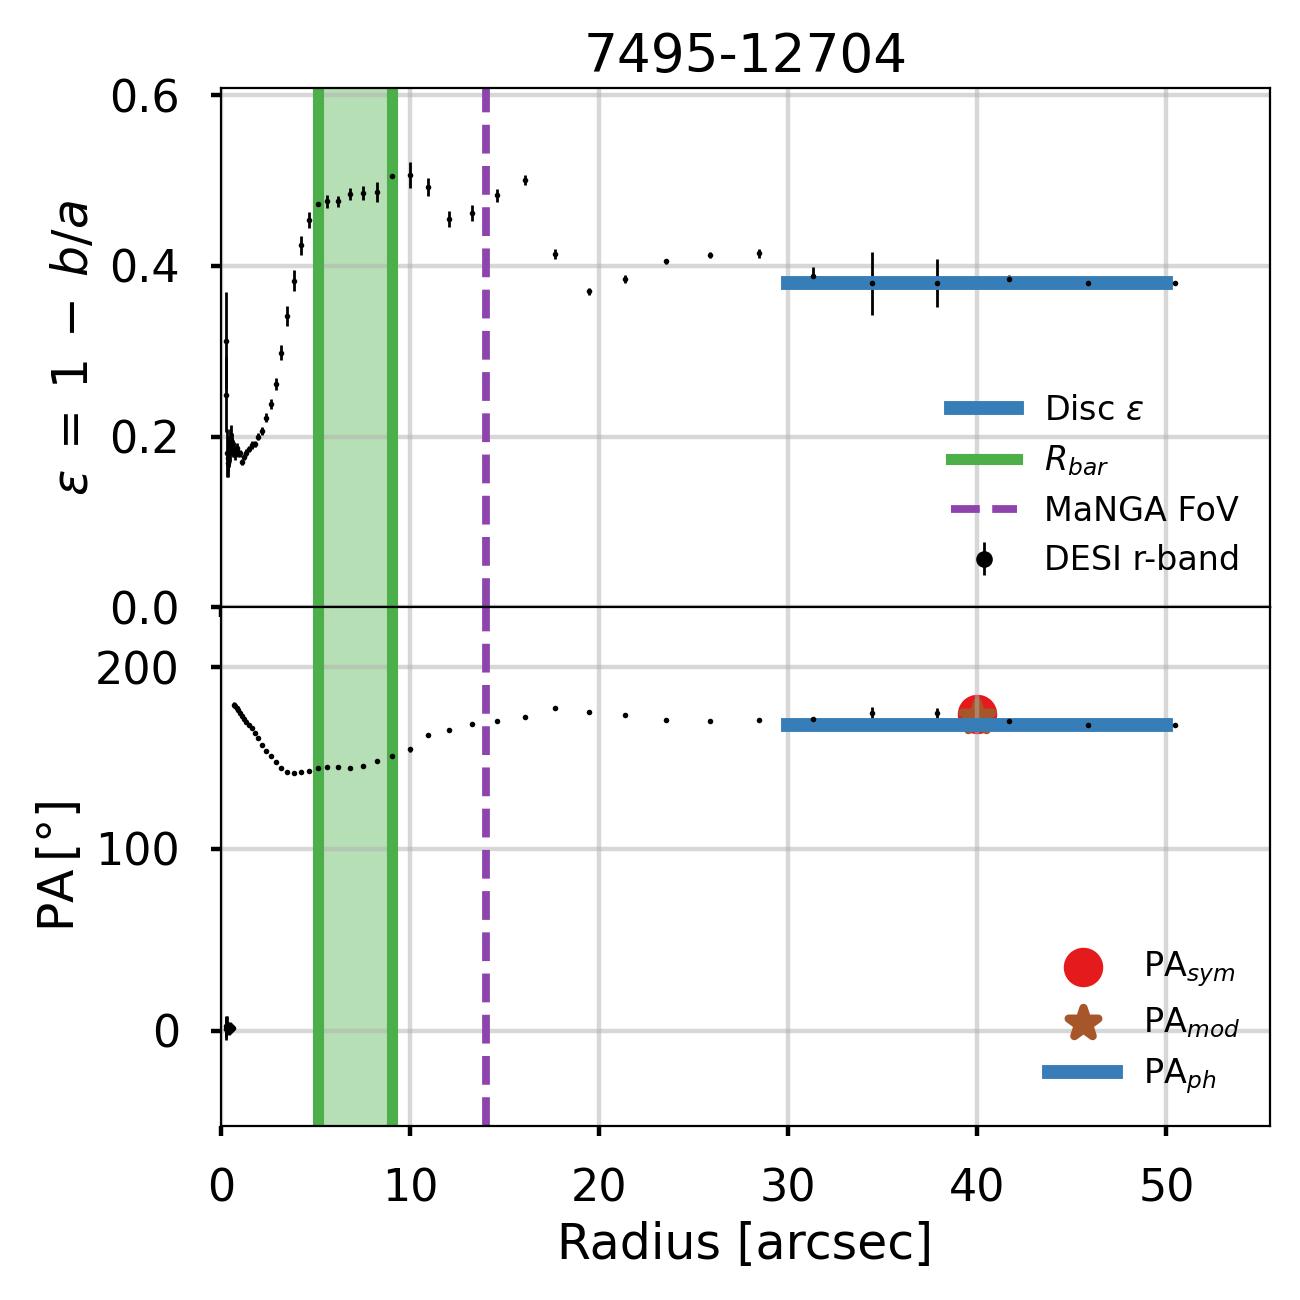 7495-12704
0.6
0.4
0.2
0.0
ε = 1 − b/a
Disc ε
R_bar
MaNGA FoV
DESI r-band
200
100
0
PA [°]
PA_sym
PA_mod
PA_ph
0 10 20 30 40 50
Radius [arcsec]